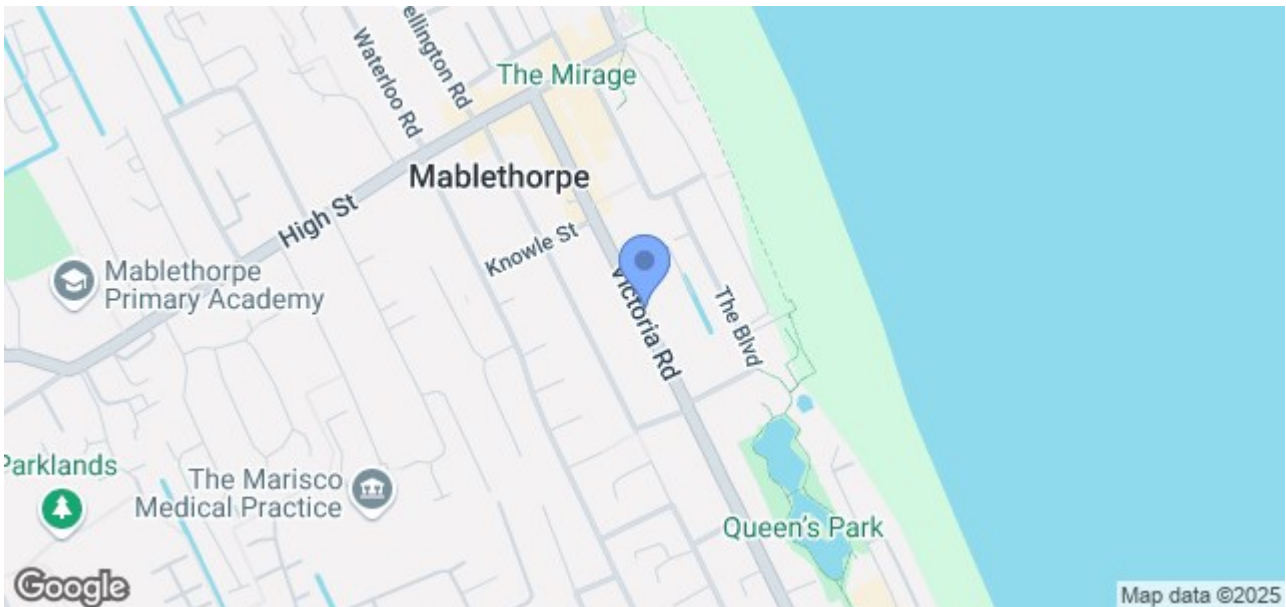 ellington Rd
Waterloo Rd
The Mirage
Mablethorpe
High St
Knowle St
Mablethorpe
Primary Academy
Victoria Rd
The Blvd
Parklands
The Marisco
Medical Practice
Queen's Park
Google
Map data ©2025